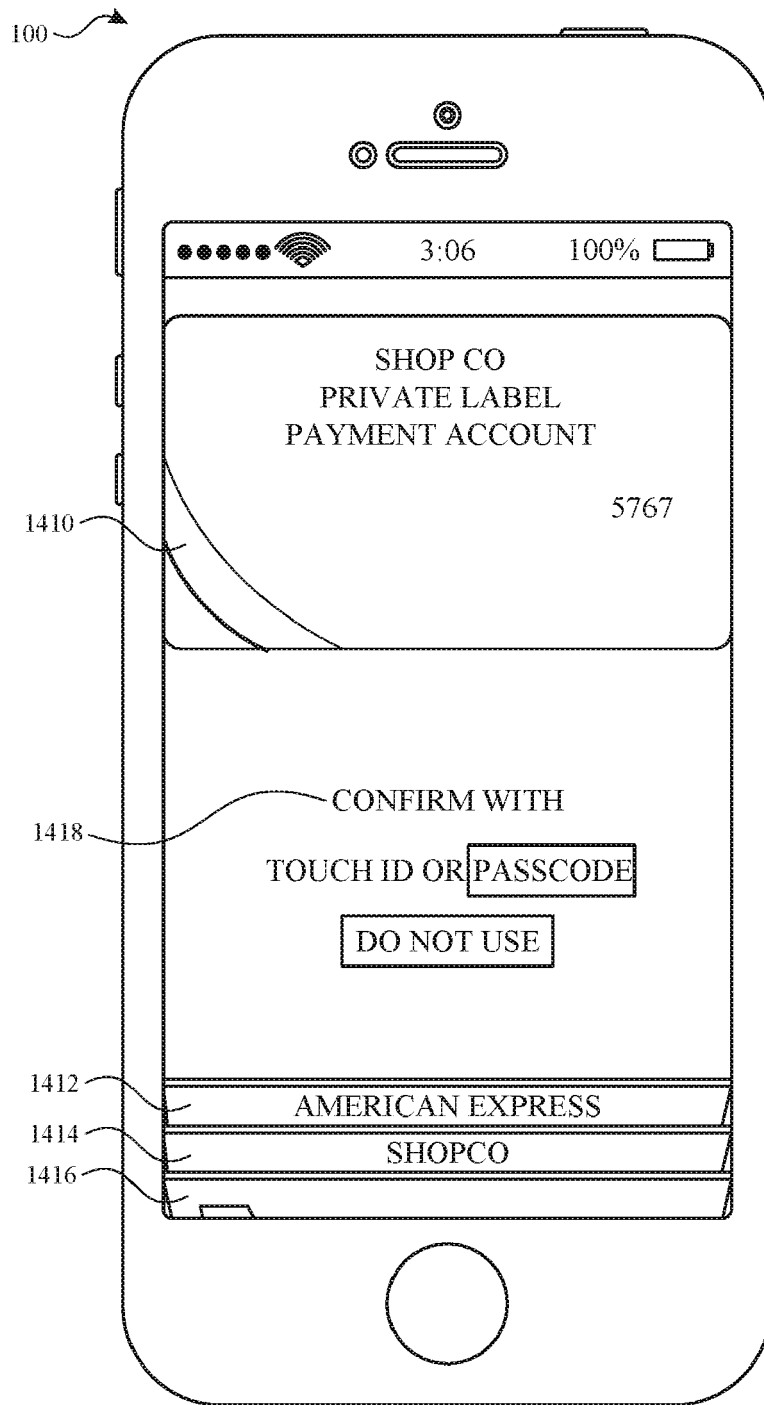 100
3:06 100%
SHOP CO
PRIVATE LABEL
PAYMENT ACCOUNT
5767
1410
CONFIRM WITH
1418
TOUCH ID OR PASSCODE
DO NOT USE
1412
AMERICAN EXPRESS
1414
SHOPCO
1416